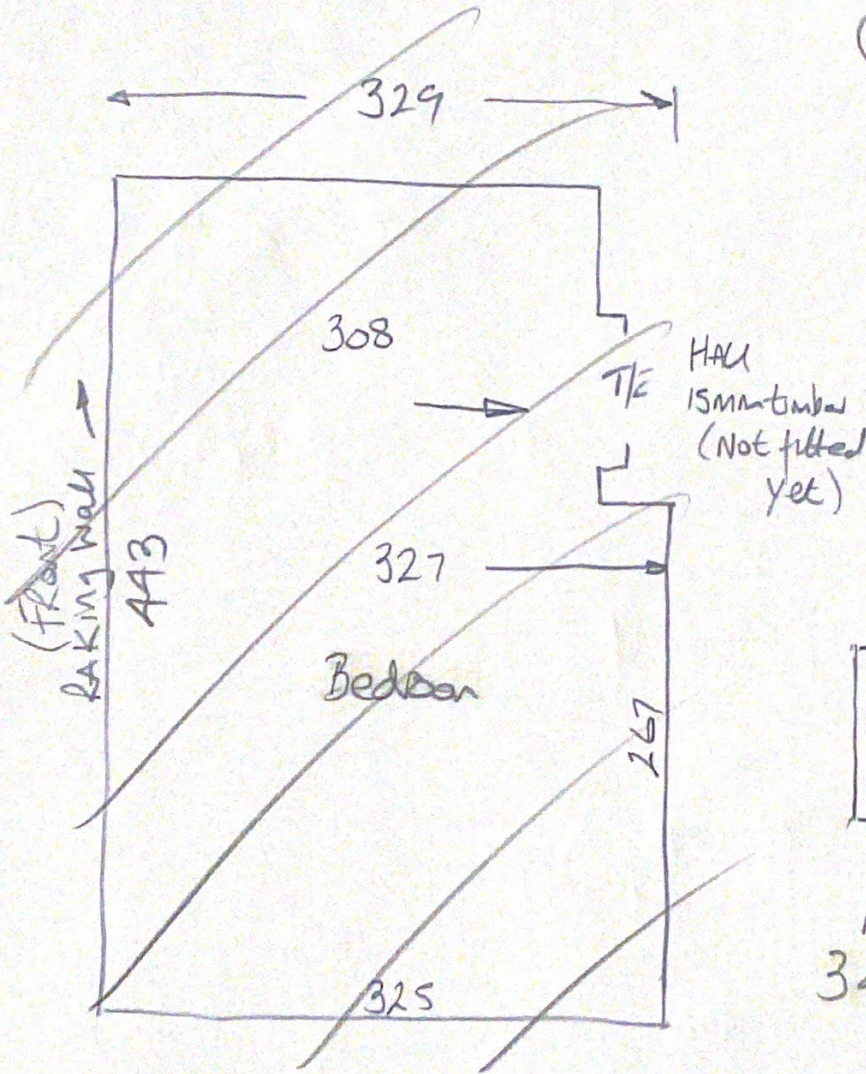 329
308
T/E
HALL
15mm timber
(Not fitted
yet)
(FRONT)
RAKING Wall
443
327
Bedroom
267
325